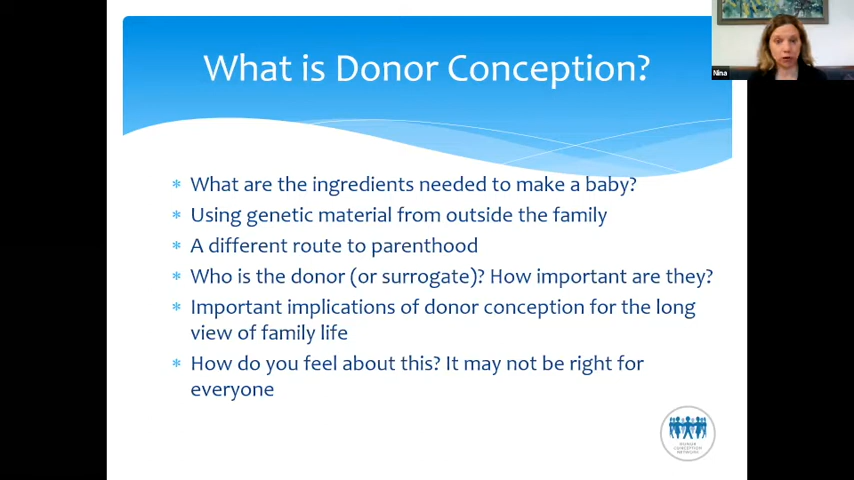 What is Donor Conception?
Nina
* What are the ingredients needed to make a baby?
* Using genetic material from outside the family
* A different route to parenthood
* Who is the donor (or surrogate)? How important are they?
* Important implications of donor conception for the long
view of family life
* How do you feel about this? It may not be right for
everyone
DONOR
CONCEPTION
NETWORK